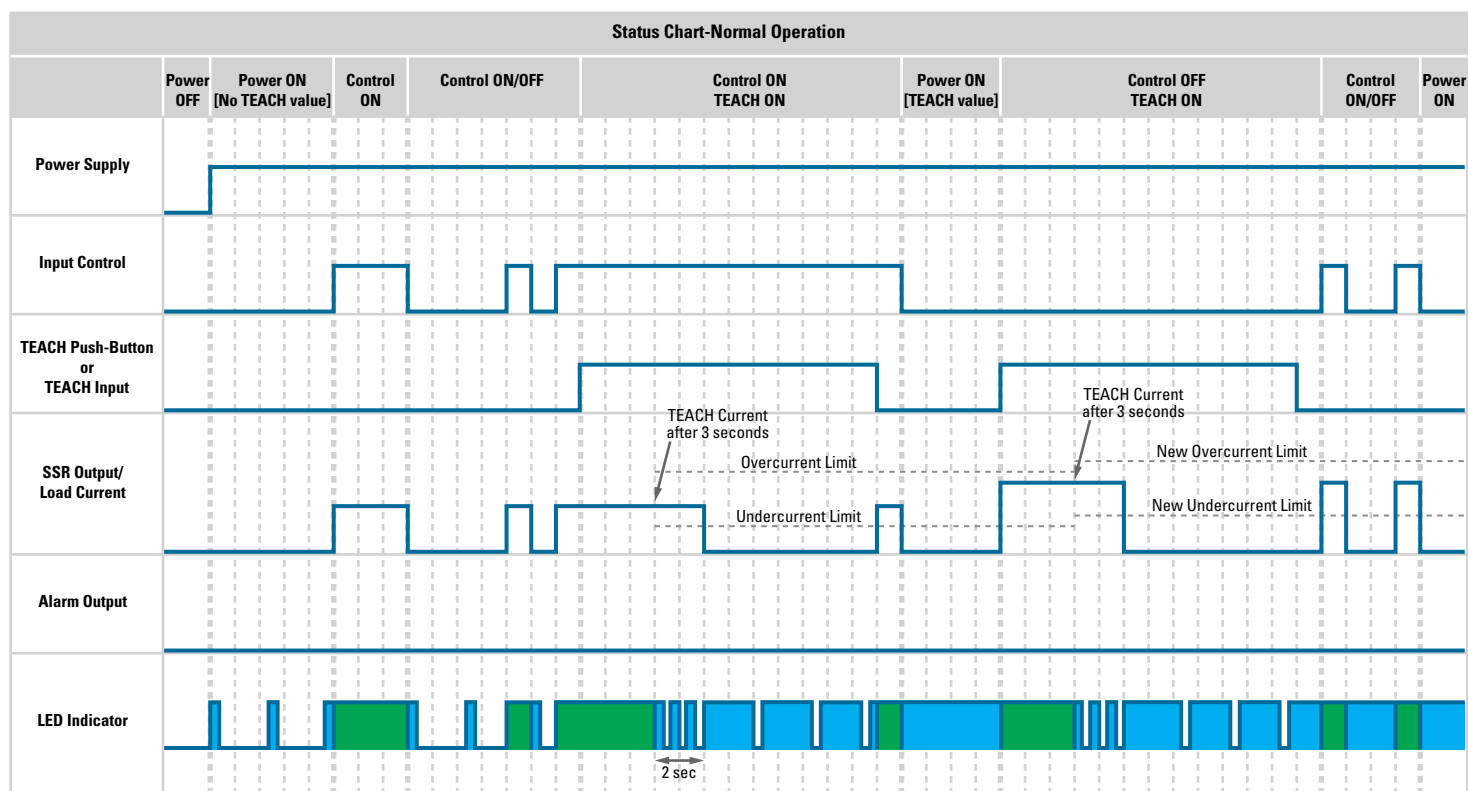 Status Chart-Normal Operation
Power OFF
Power ON [No TEACH value]
Control ON
Control ON/OFF
Control ON TEACH ON
Power ON [TEACH value]
Control OFF TEACH ON
Control ON/OFF
Power ON
Power Supply
Input Control
TEACH Push-Button
or
TEACH Input
TEACH Current
after 3 seconds
TEACH Current
after 3 seconds
SSR Output/
Load Current
Overcurrent Limit
New Overcurrent Limit
Undercurrent Limit
New Undercurrent Limit
Alarm Output
LED Indicator
2 sec